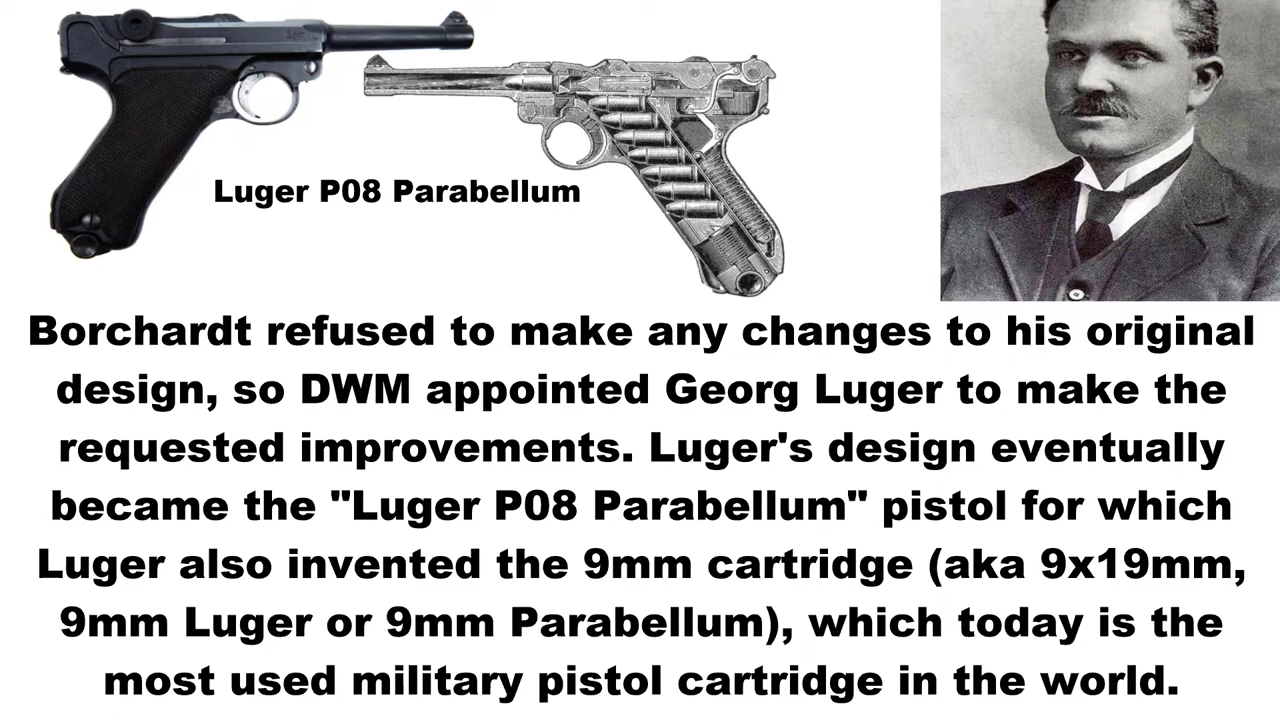 Luger P08 Parabellum
Borchardt refused to make any changes to his original
design, so DWM appointed Georg Luger to make the
requested improvements. Luger's design eventually
became the "Luger P08 Parabellum" pistol for which
Luger also invented the 9mm cartridge (aka 9x19mm,
9mm Luger or 9mm Parabellum), which today is the
most used military pistol cartridge in the world.